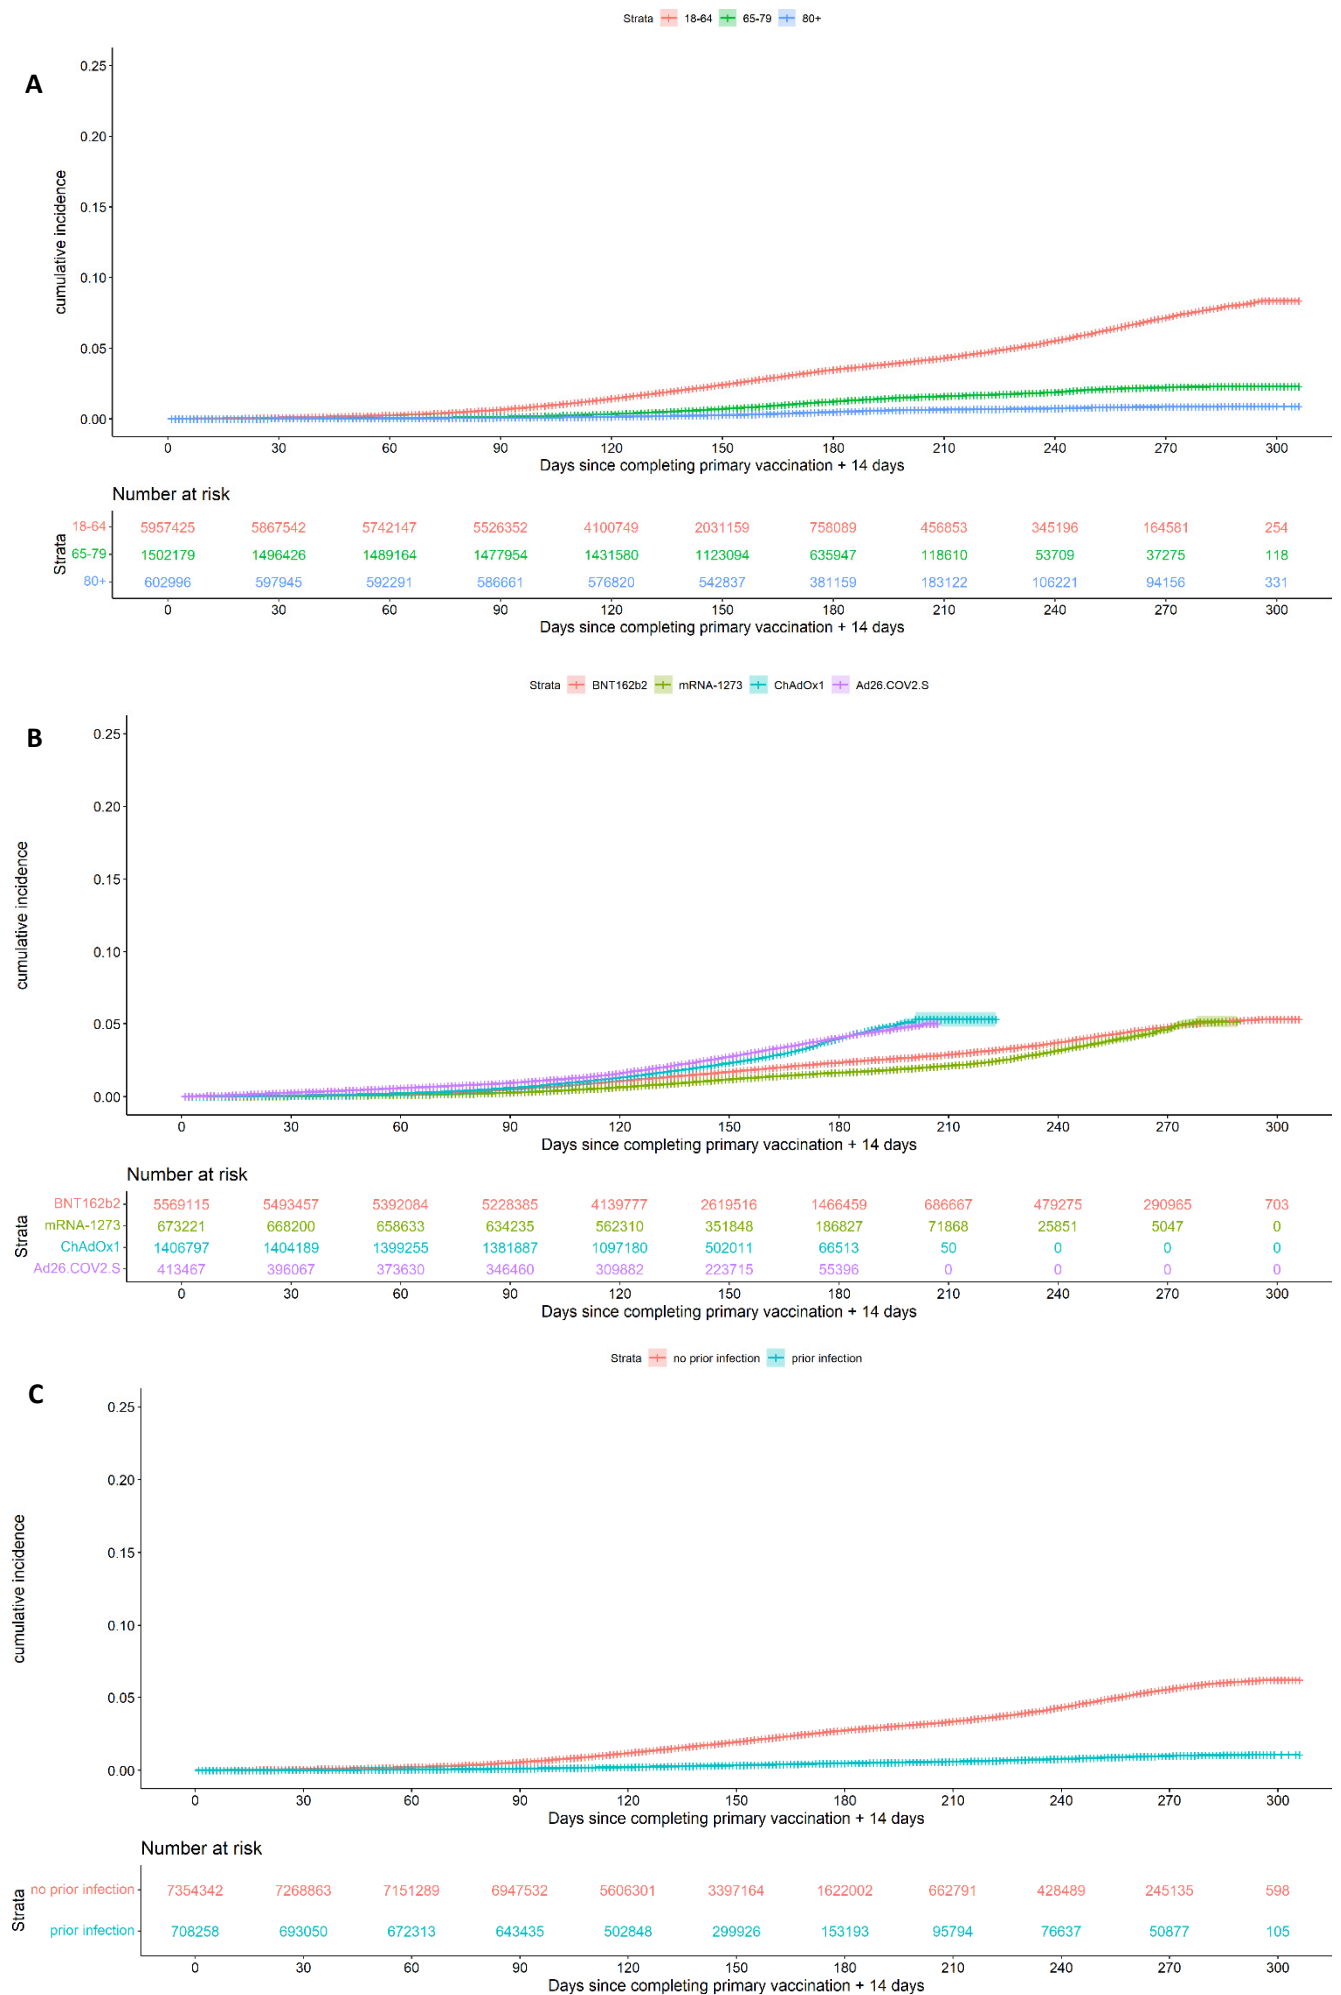 Strata 18-64 65-79 80+
A
cumulative incidence
0.25
0.20
0.15
0.10
0.05
0.00
0 30 60 90 120 150 180 210 240 270 300
Days since completing primary vaccination + 14 days
Number at risk
Strata
18-64 5957425 5867542 5742147 5526352 4100749 2031159 758089 456853 345196 164581 254
65-79 1502179 1496426 1489164 1477954 1431580 1123094 635947 118610 53709 37275 118
80+ 602996 597945 592291 586661 576820 542837 381159 183122 106221 94156 331
0 30 60 90 120 150 180 210 240 270 300
Days since completing primary vaccination + 14 days
Strata BNT162b2 mRNA-1273 ChAdOx1 Ad26.COV2.S
B
cumulative incidence
0.25
0.20
0.15
0.10
0.05
0.00
0 30 60 90 120 150 180 210 240 270 300
Days since completing primary vaccination + 14 days
Number at risk
Strata
BNT162b2 5569115 5493457 5392084 5228385 4139777 2619516 1466459 686667 479275 290965 703
mRNA-1273 673221 668200 658633 634235 562310 351848 186827 71868 25851 5047 0
ChAdOx1 1406797 1404189 1399255 1381887 1097180 502011 66513 50 0 0 0
Ad26.COV2.S 413467 396067 373630 346460 309882 223715 55396 0 0 0 0
0 30 60 90 120 150 180 210 240 270 300
Days since completing primary vaccination + 14 days
Strata no prior infection prior infection
C
cumulative incidence
0.25
0.20
0.15
0.10
0.05
0.00
0 30 60 90 120 150 180 210 240 270 300
Days since completing primary vaccination + 14 days
Number at risk
Strata
no prior infection 7354342 7268863 7151289 6947532 5606301 3397164 1622002 662791 428489 245135 598
prior infection 708258 693050 672313 643435 502848 299926 153193 95794 76637 50877 105
0 30 60 90 120 150 180 210 240 270 300
Days since completing primary vaccination + 14 days